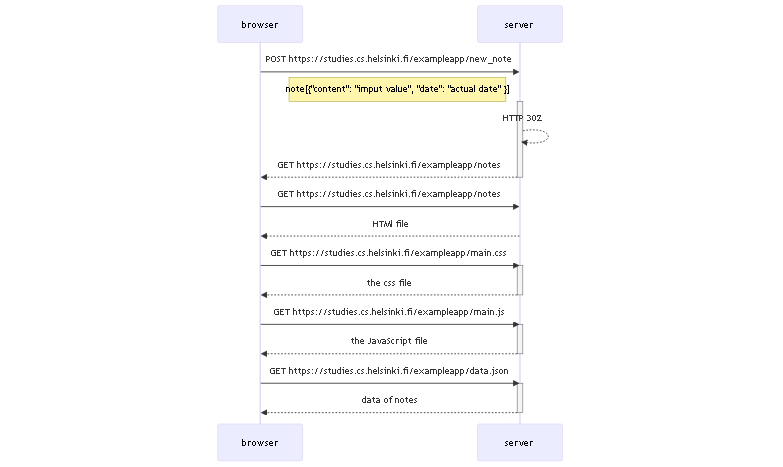 browser server
POST https://studies.cs.helsinki.fi/exampleapp/new_note
note[{"content": "imput value", "date": "actual date" }]
HTTP 302
GET https://studies.cs.helsinki.fi/exampleapp/notes
GET https://studies.cs.helsinki.fi/exampleapp/notes
HTMl file
GET https://studies.cs.helsinki.fi/exampleapp/main.css
the css file
GET https://studies.cs.helsinki.fi/exampleapp/main.js
the JavaScript file
GET https://studies.cs.helsinki.fi/exampleapp/data.json
data of notes
browser server